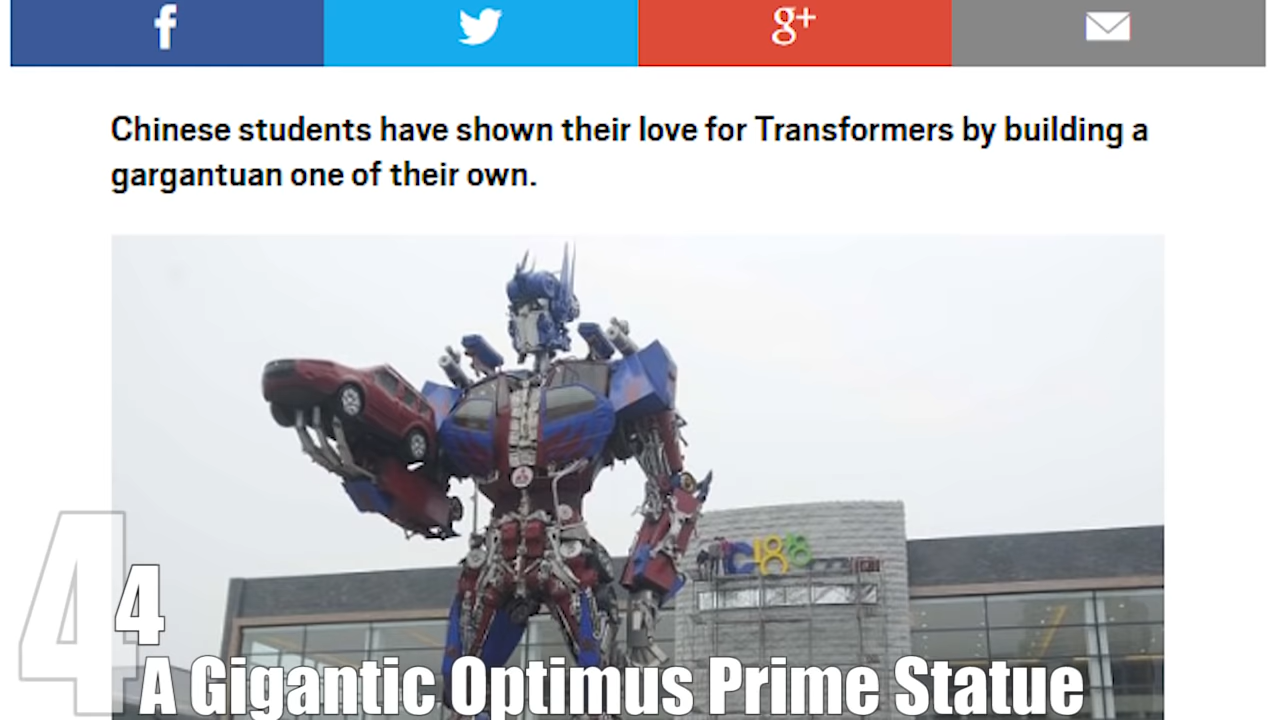 f
g+
Chinese students have shown their love for Transformers by building a
gargantuan one of their own.
4
4
A Gigantic Optimus Prime Statue